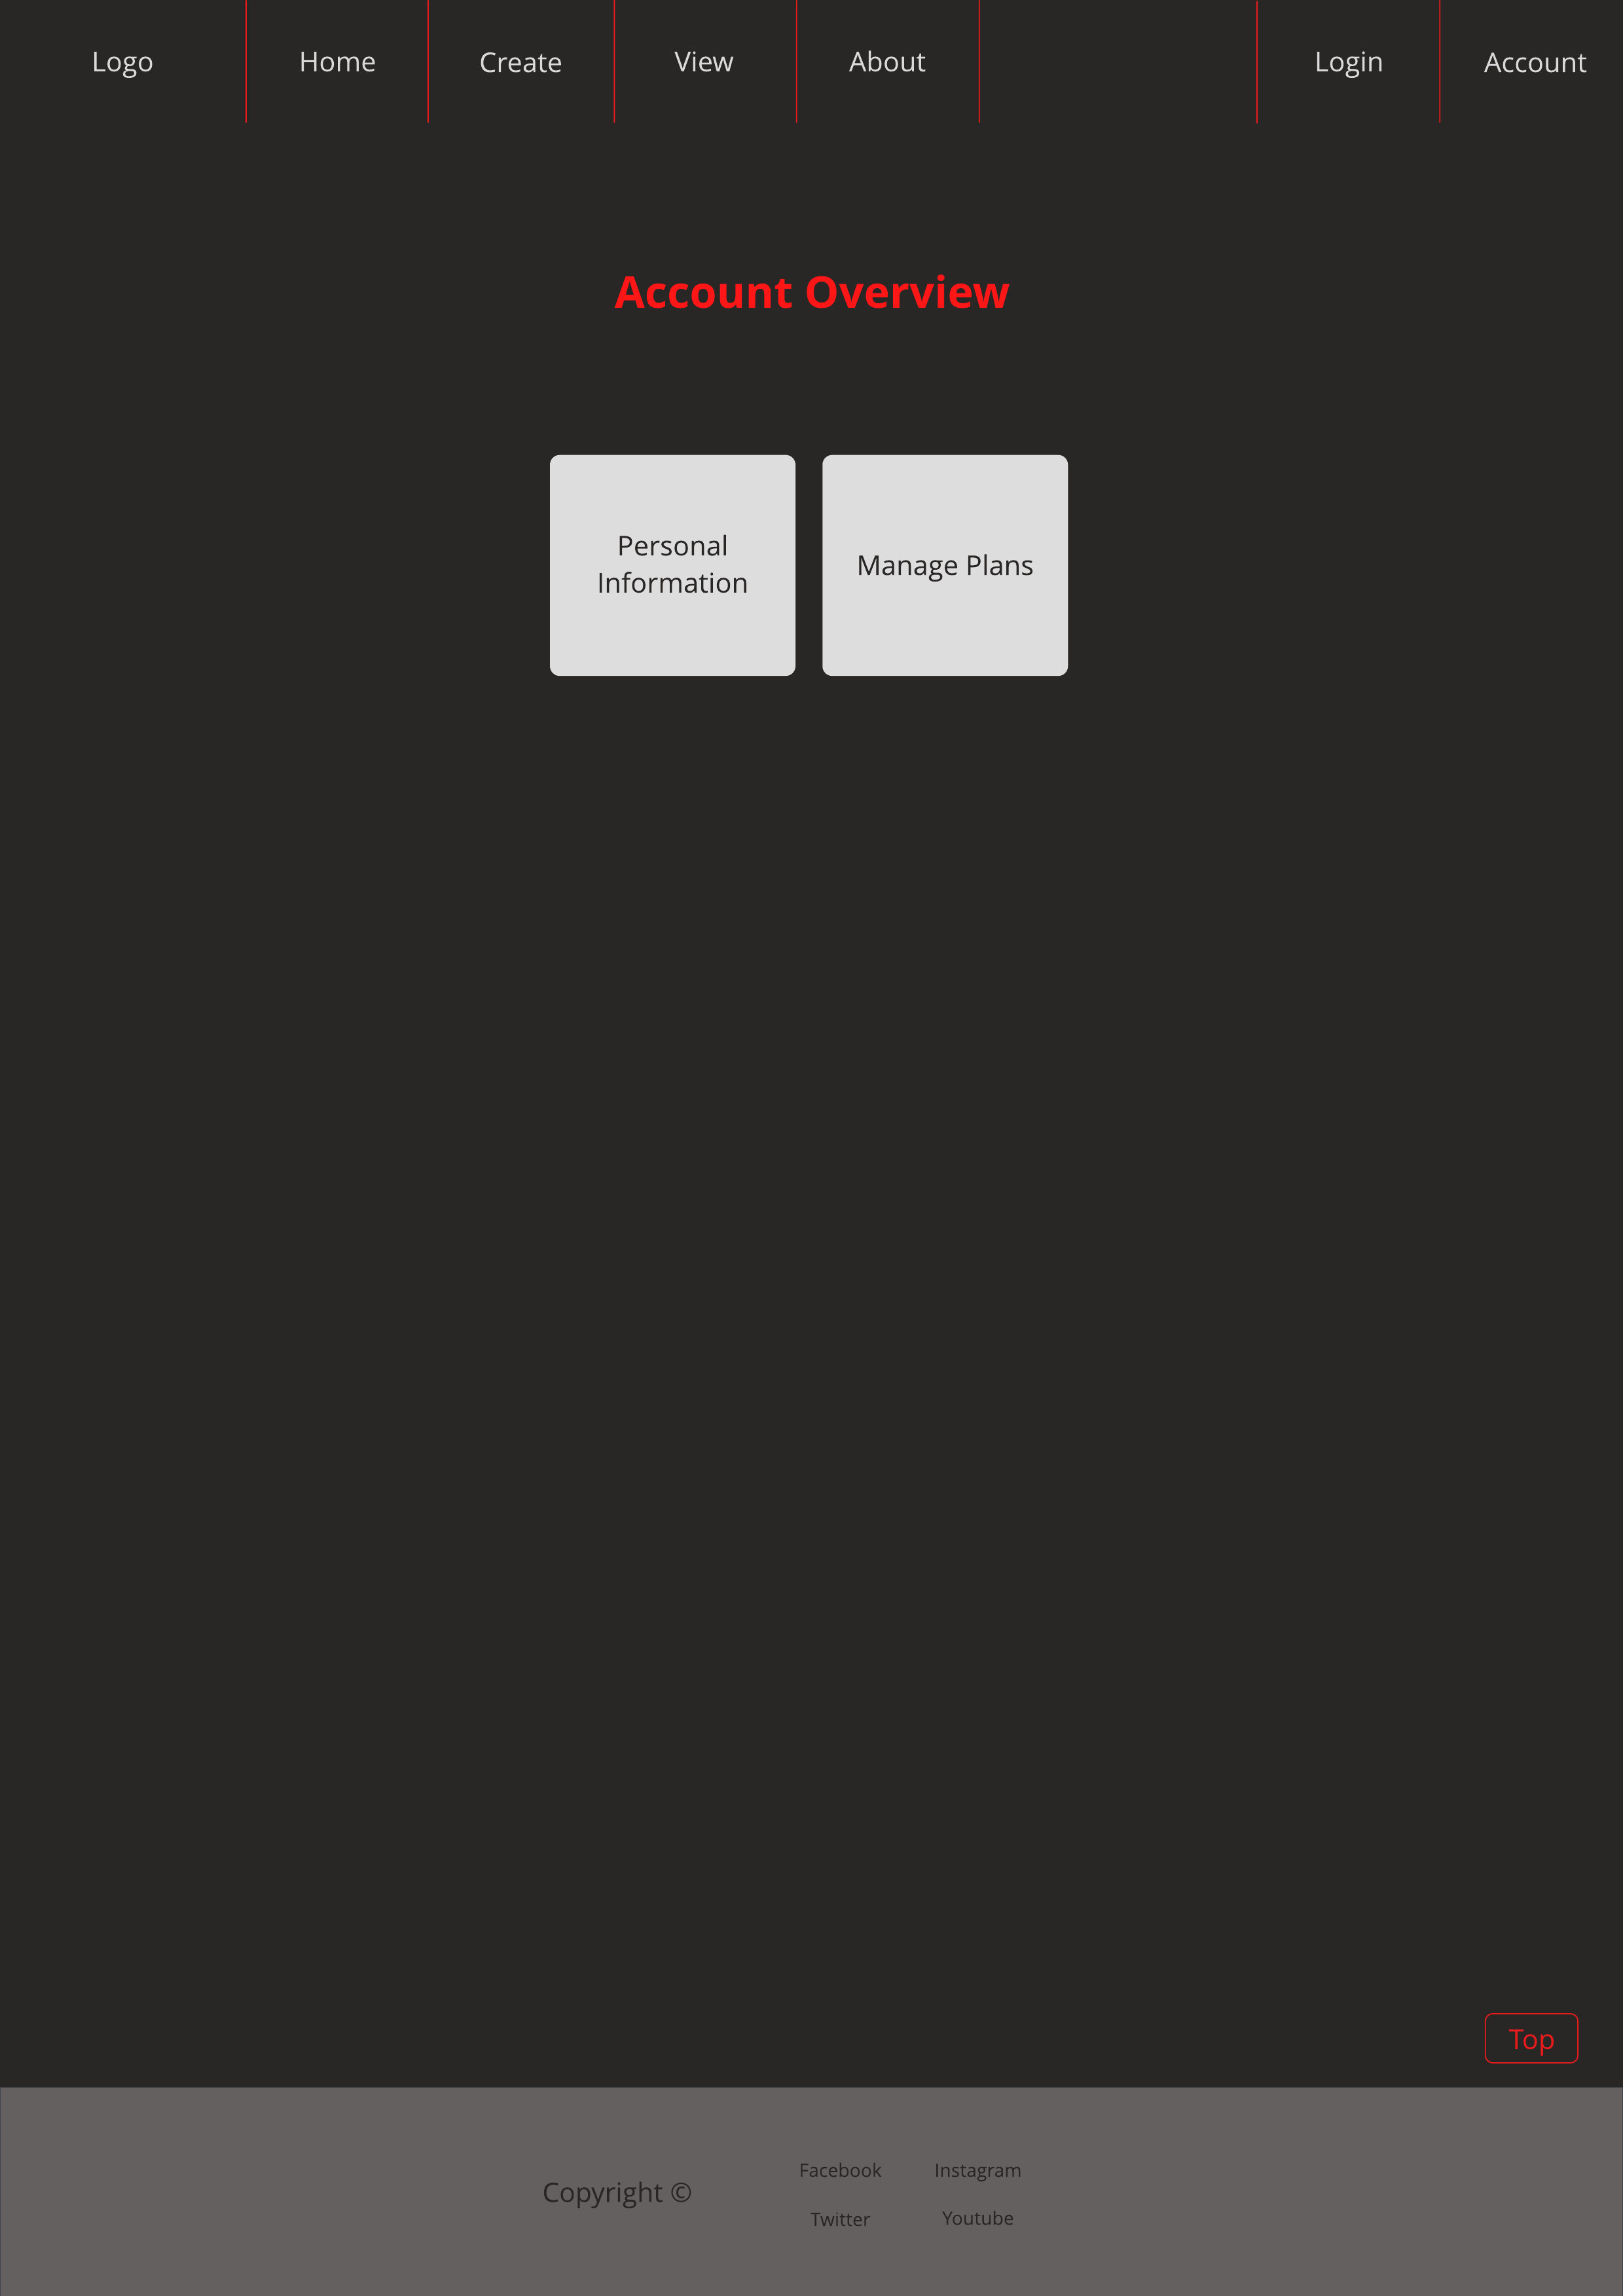 Logo
Home
Create
View
About
Login
Account
Account Overview
Personal
Information
Manage Plans
Top
Copyright ©
Facebook
Instagram
Twitter
Youtube